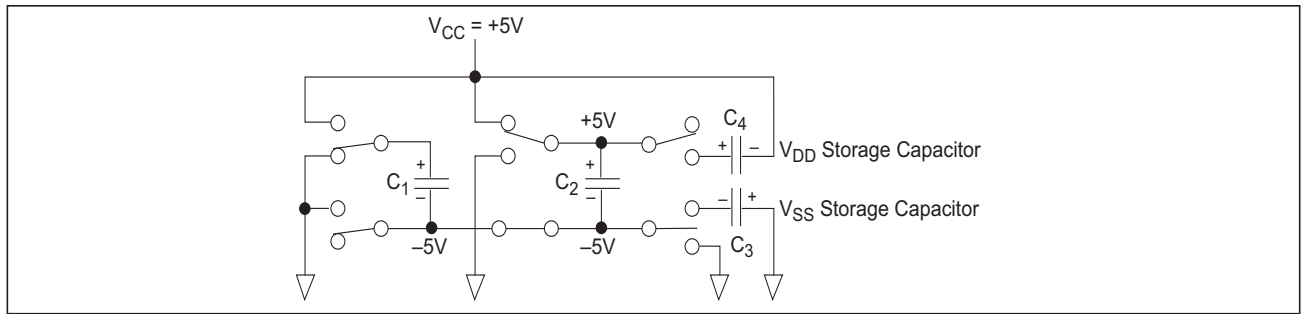 V_CC = +5V
+5V
C_4
+
–
V_DD Storage Capacitor
+
C_1
–
+
C_2
–
–
+
V_SS Storage Capacitor
–5V
–5V
C_3